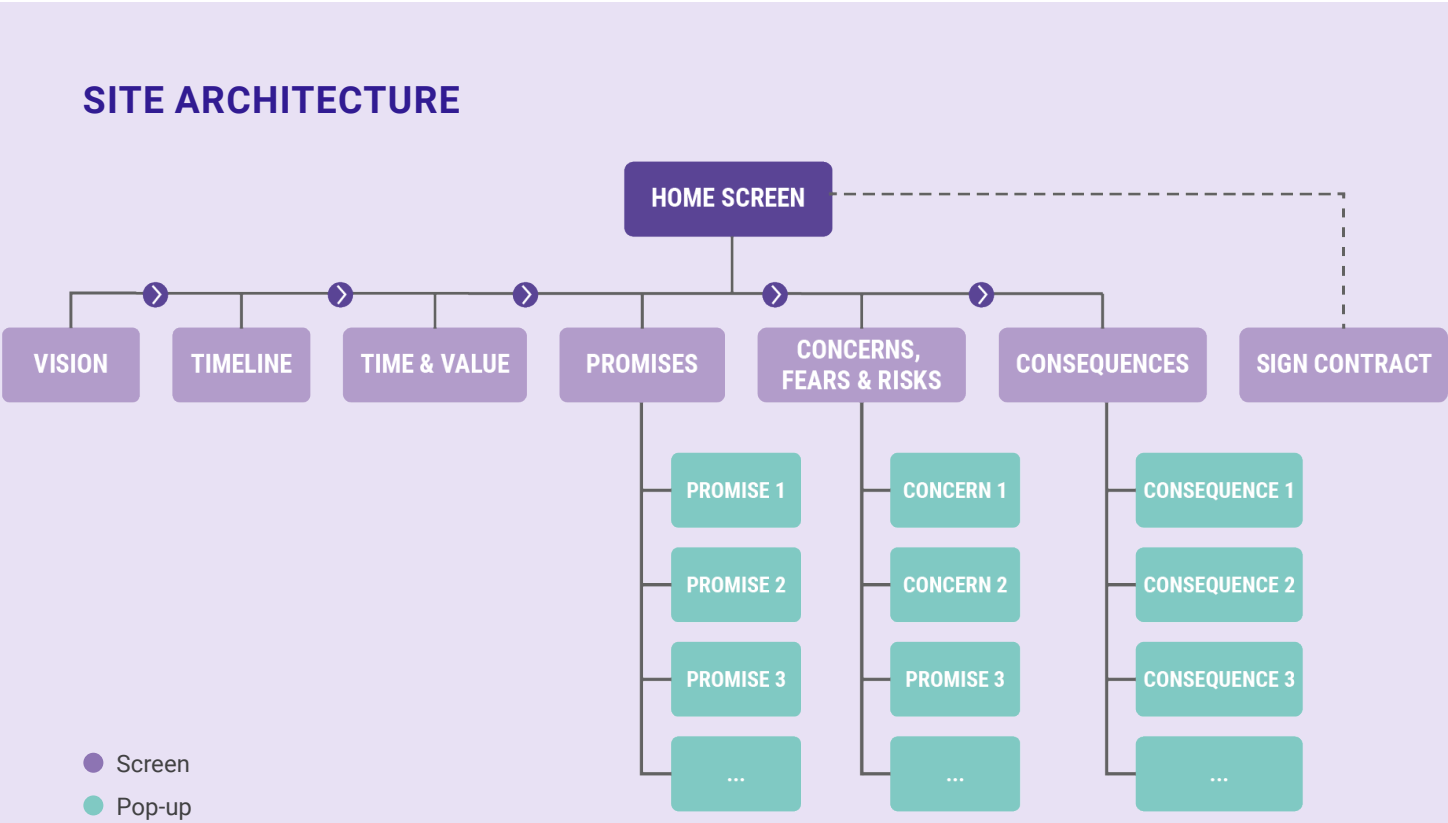 SITE ARCHITECTURE
HOME SCREEN
VISION
TIMELINE
TIME & VALUE
PROMISES
CONCERNS,
FEARS & RISKS
CONSEQUENCES
SIGN CONTRACT
PROMISE 1
CONCERN 1
CONSEQUENCE 1
PROMISE 2
CONCERN 2
CONSEQUENCE 2
PROMISE 3
PROMISE 3
CONSEQUENCE 3
...
...
...
Screen
Pop-up